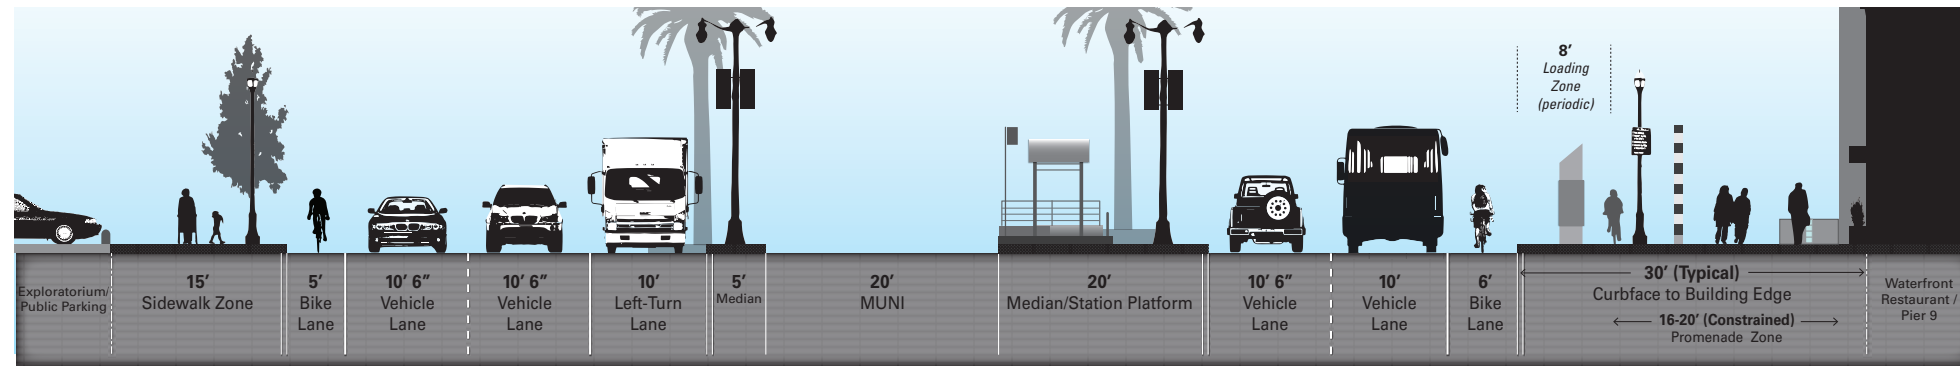 8’
Loading
Zone
(periodic)
Exploratorium/
Public Parking
15’
Sidewalk Zone
5’
Bike
Lane
10’ 6”
Vehicle
Lane
10’ 6”
Vehicle
Lane
10’
Left-Turn
Lane
5’
Median
20’
MUNI
20’
Median/Station Platform
10’ 6”
Vehicle
Lane
10’
Vehicle
Lane
6’
Bike
Lane
30’ (Typical)
Curbface to Building Edge
16-20’ (Constrained)
Promenade Zone
Waterfront
Restaurant /
Pier 9